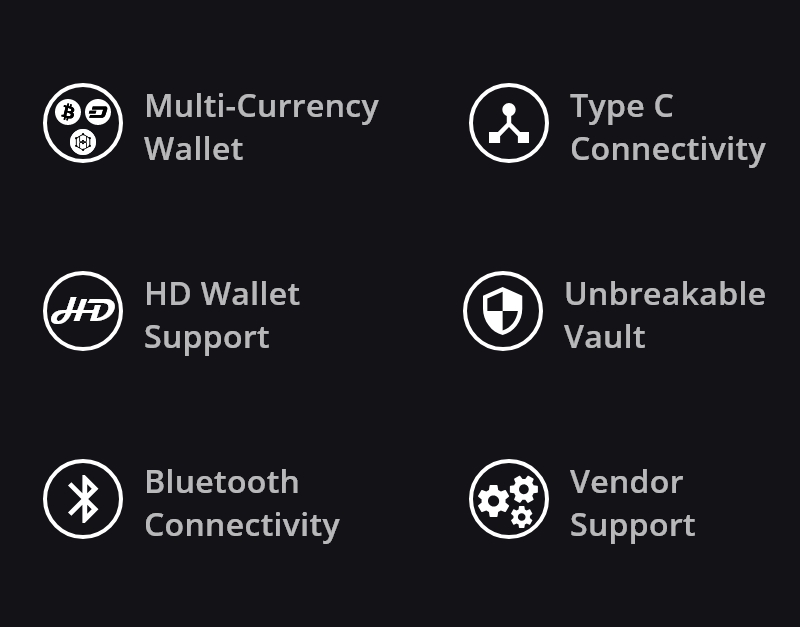 Multi-Currency
Wallet
Type C
Connectivity
HD
HD Wallet
Support
Unbreakable
Vault
Bluetooth
Connectivity
Vendor
Support